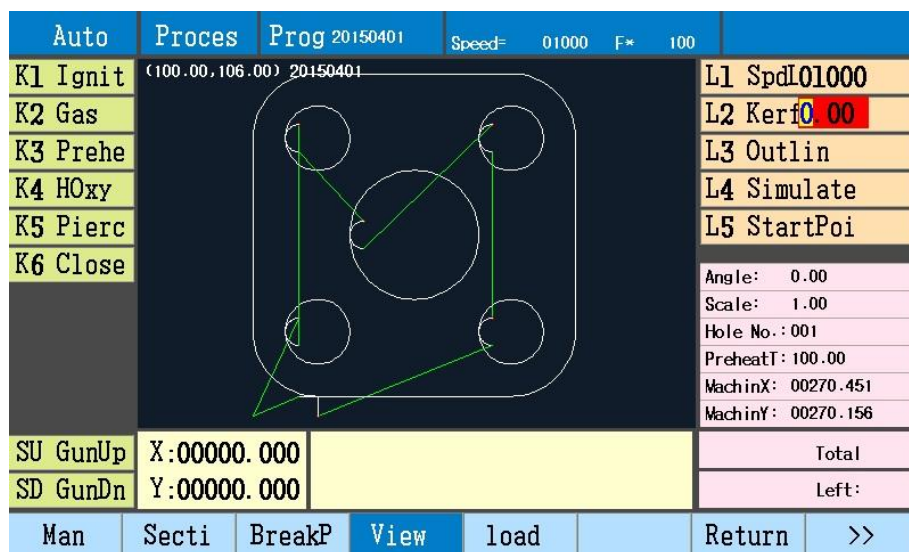 Auto Proces Prog 20150401 Speed= 01000 F* 100
K1 Ignit
K2 Gas
K3 Prehe
K4 HOxy
K5 Pierc
K6 Close
(100.00,106.00) 20150401
L1 SpdL01000
L2 Kerf0.00
L3 Outlin
L4 Simulate
L5 StartPoi
Angle: 0.00
Scale: 1.00
Hole No.:001
PreheatT:100.00
MachinX: 00270.451
MachinY: 00270.156
SU GunUp
SD GunDn
X:00000.000
Y:00000.000
Total
Left:
Man Secti BreakP View load Return >>